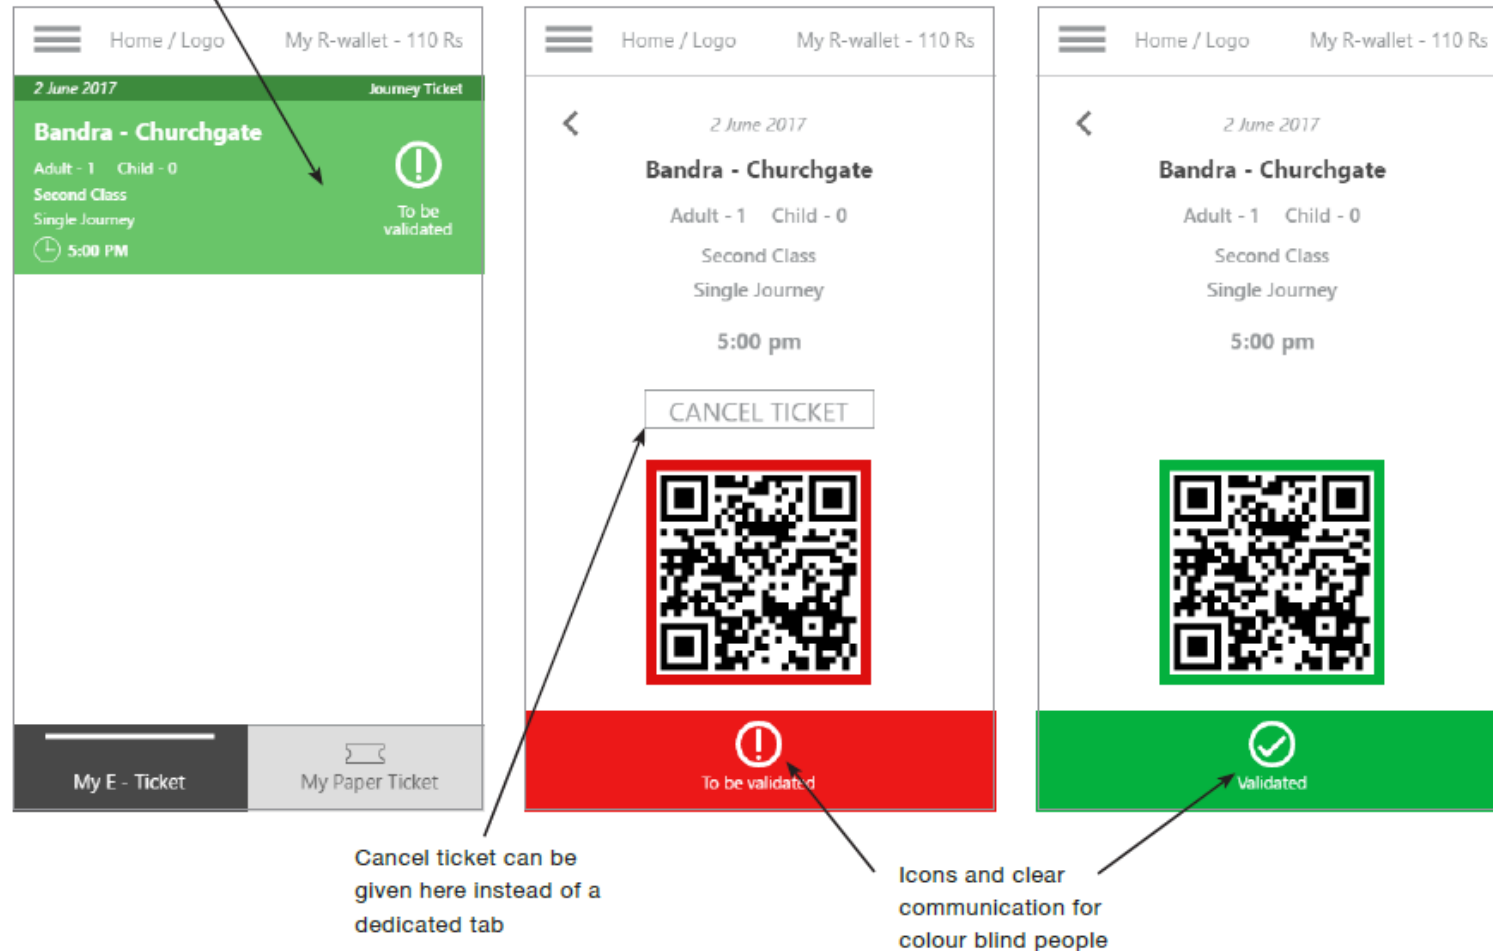 Home / Logo
My R-wallet - 110 Rs
2 June 2017
Journey Ticket
Bandra - Churchgate
Adult - 1 Child - 0
Second Class
Single Journey
5:00 PM
To be
validated
My E - Ticket
My Paper Ticket
Home / Logo
My R-wallet - 110 Rs
2 June 2017
Bandra - Churchgate
Adult - 1 Child - 0
Second Class
Single Journey
5:00 pm
CANCEL TICKET
To be validated
Home / Logo
My R-wallet - 110 Rs
2 June 2017
Bandra - Churchgate
Adult - 1 Child - 0
Second Class
Single Journey
5:00 pm
Validated
Cancel ticket can be
given here instead of a
dedicated tab
Icons and clear
communication for
colour blind people